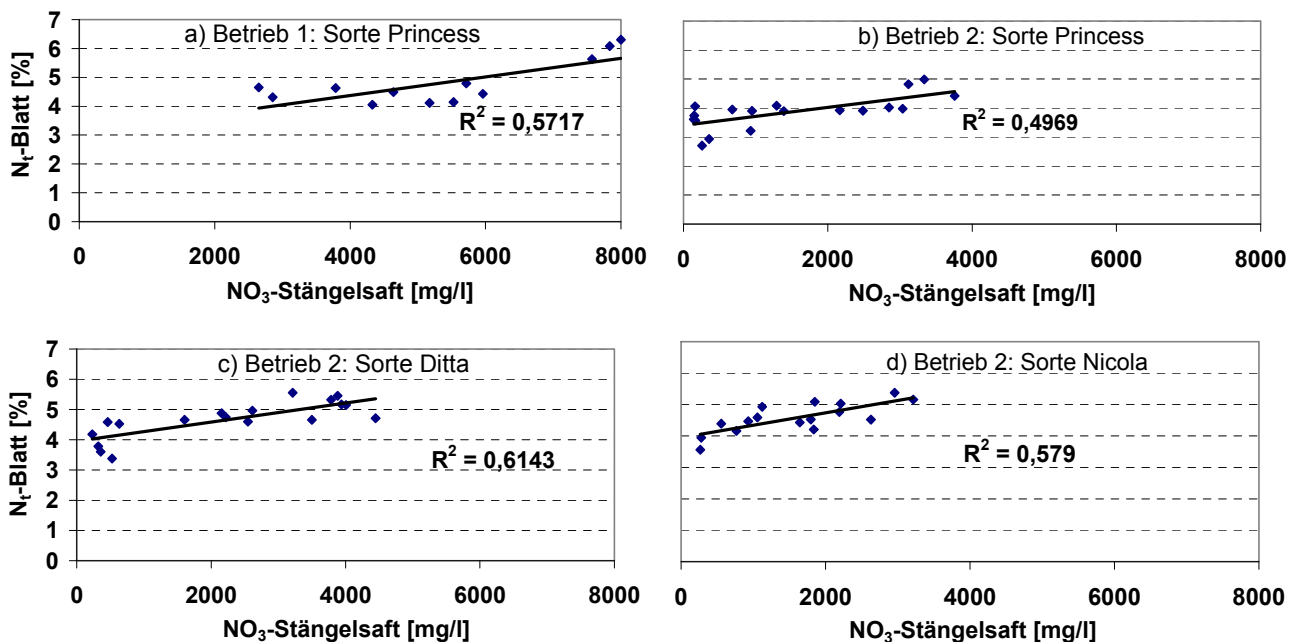 a) Betrieb 1: Sorte Princess
Nt-Blatt [%]
7
6
5
4
3
2
1
0
R² = 0,5717
0 2000 4000 6000 8000
NO3-Stängelsaft [mg/l]
b) Betrieb 2: Sorte Princess
R² = 0,4969
0 2000 4000 6000 8000
NO3-Stängelsaft [mg/l]
c) Betrieb 2: Sorte Ditta
Nt-Blatt [%]
7
6
5
4
3
2
1
0
R² = 0,6143
0 2000 4000 6000 8000
NO3-Stängelsaft [mg/l]
d) Betrieb 2: Sorte Nicola
R² = 0,579
0 2000 4000 6000 8000
NO3-Stängelsaft [mg/l]